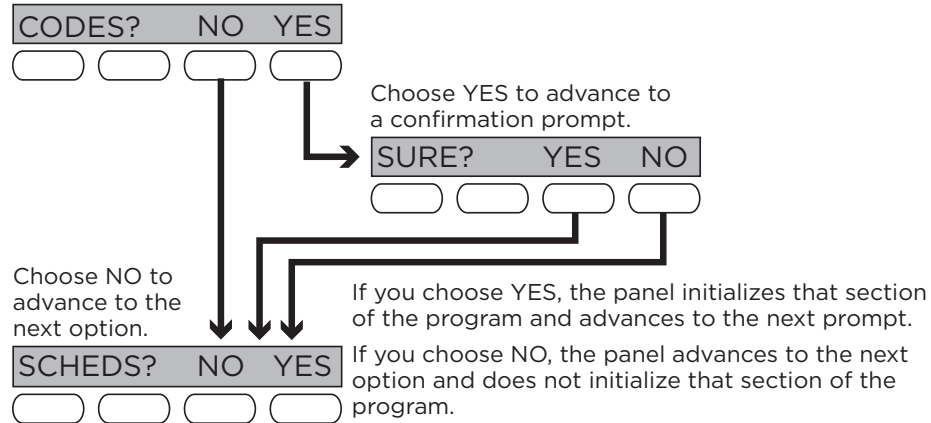 CODES? NO YES
Choose YES to advance to
a confirmation prompt.
SURE? YES NO
Choose NO to
advance to the
next option.
If you choose YES, the panel initializes that section
of the program and advances to the next prompt.
SCHEDS? NO YES
If you choose NO, the panel advances to the next
option and does not initialize that section of the
program.